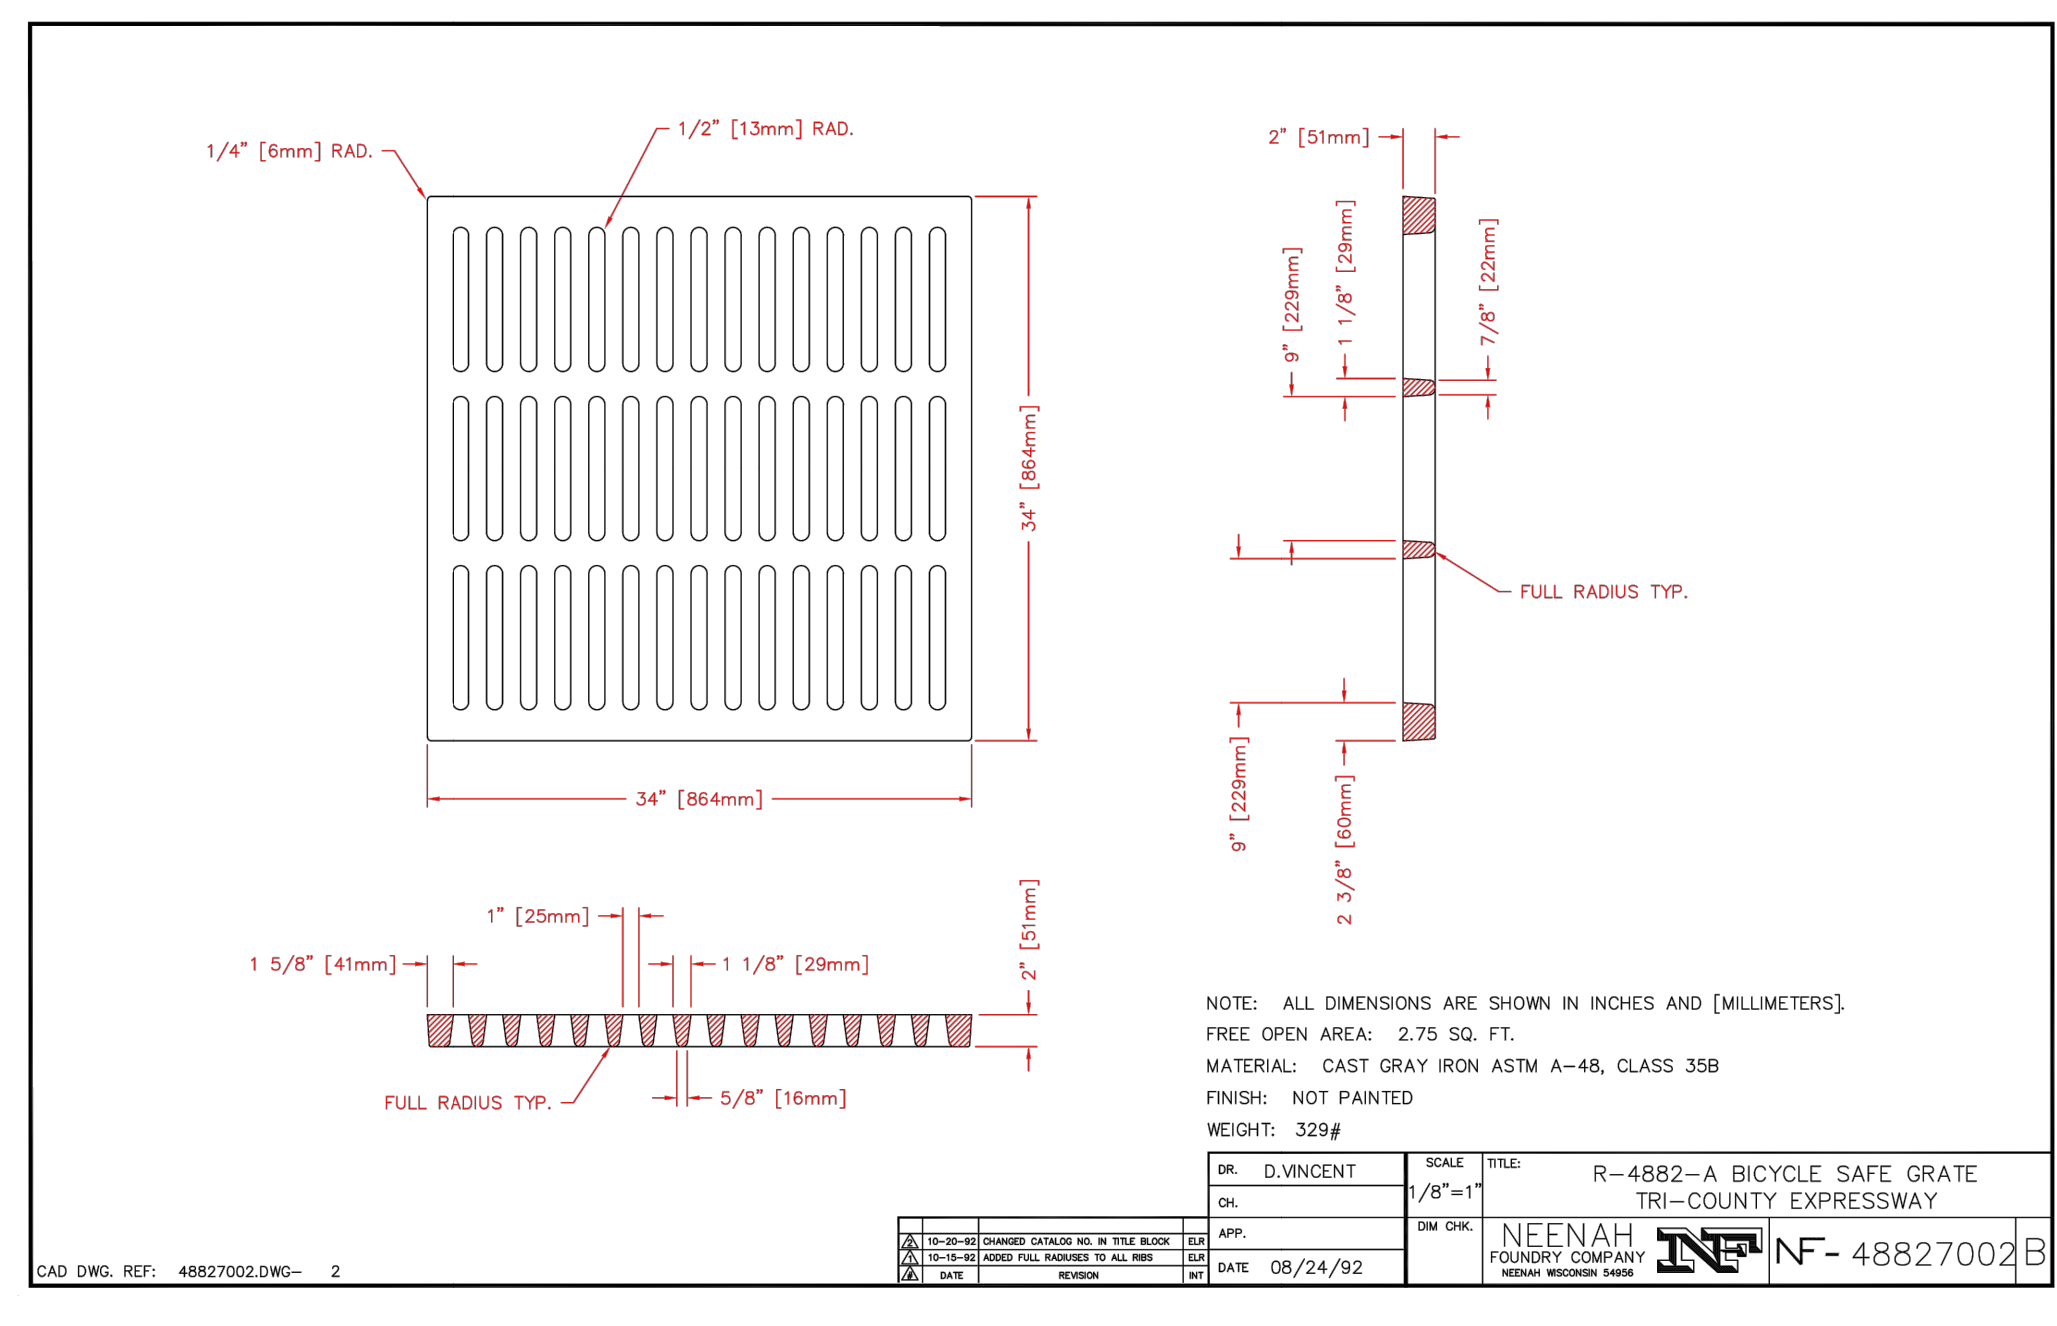 1/4" [6mm] RAD.
1/2" [13mm] RAD.
2" [51mm]
9" [229mm]
1 1/8" [29mm]
7/8" [22mm]
34" [864mm]
FULL RADIUS TYP.
34" [864mm]
9" [229mm]
2 3/8" [60mm]
1" [25mm]
2" [51mm]
1 5/8" [41mm]
1 1/8" [29mm]
5/8" [16mm]
FULL RADIUS TYP.
NOTE: ALL DIMENSIONS ARE SHOWN IN INCHES AND [MILLIMETERS].
FREE OPEN AREA: 2.75 SQ. FT.
MATERIAL: CAST GRAY IRON ASTM A-48, CLASS 35B
FINISH: NOT PAINTED
WEIGHT: 329#
DR. D.VINCENT
CH.
APP.
DATE 08/24/92
SCALE
1/8"=1"
DIM CHK.
TITLE:
R-4882-A BICYCLE SAFE GRATE
TRI-COUNTY EXPRESSWAY
NEENAH
FOUNDRY COMPANY
NEENAH WISCONSIN 54956
NF
NF- 48827002 B
2 10-20-92 CHANGED CATALOG NO. IN TITLE BLOCK ELR
1 10-15-92 ADDED FULL RADIUSES TO ALL RIBS ELR
# DATE REVISION INT
CAD DWG. REF: 48827002.DWG- 2